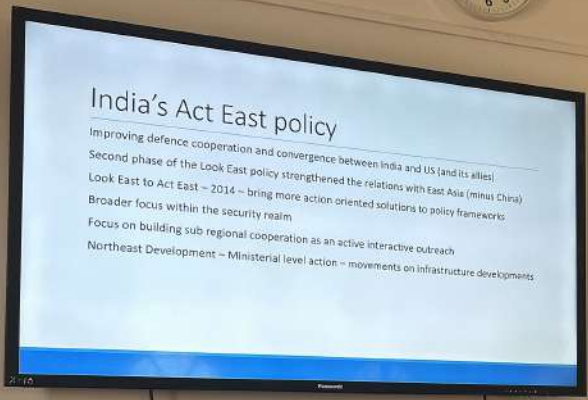 India's Act East policy
Improving defence cooperation and convergence between India and US (and its allies)
Second phase of the Look East policy strengthened the relations with East Asia (minus China)
Look East to Act East – 2014 – bring more action oriented solutions to policy frameworks
Broader focus within the security realm
Focus on building sub regional cooperation as an active interactive outreach
Northeast Development – Ministerial level action – movements on infrastructure developments
Panasonic